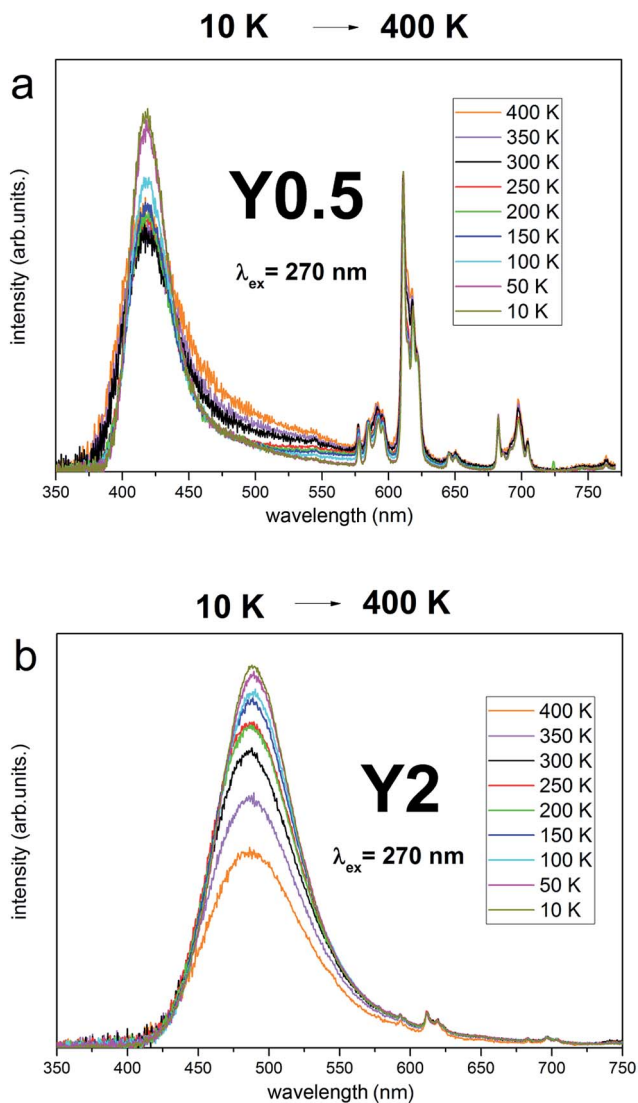 10 K → 400 K
a
400 K
350 K
300 K
250 K
200 K
150 K
100 K
50 K
10 K
Y0.5
λex= 270 nm
intensity (arb.units.)
350 400 450 500 550 600 650 700 750
wavelength (nm)
10 K → 400 K
b
400 K
350 K
300 K
250 K
200 K
150 K
100 K
50 K
10 K
Y2
λex= 270 nm
intensity (arb.units.)
350 400 450 500 550 600 650 700 750
wavelength (nm)